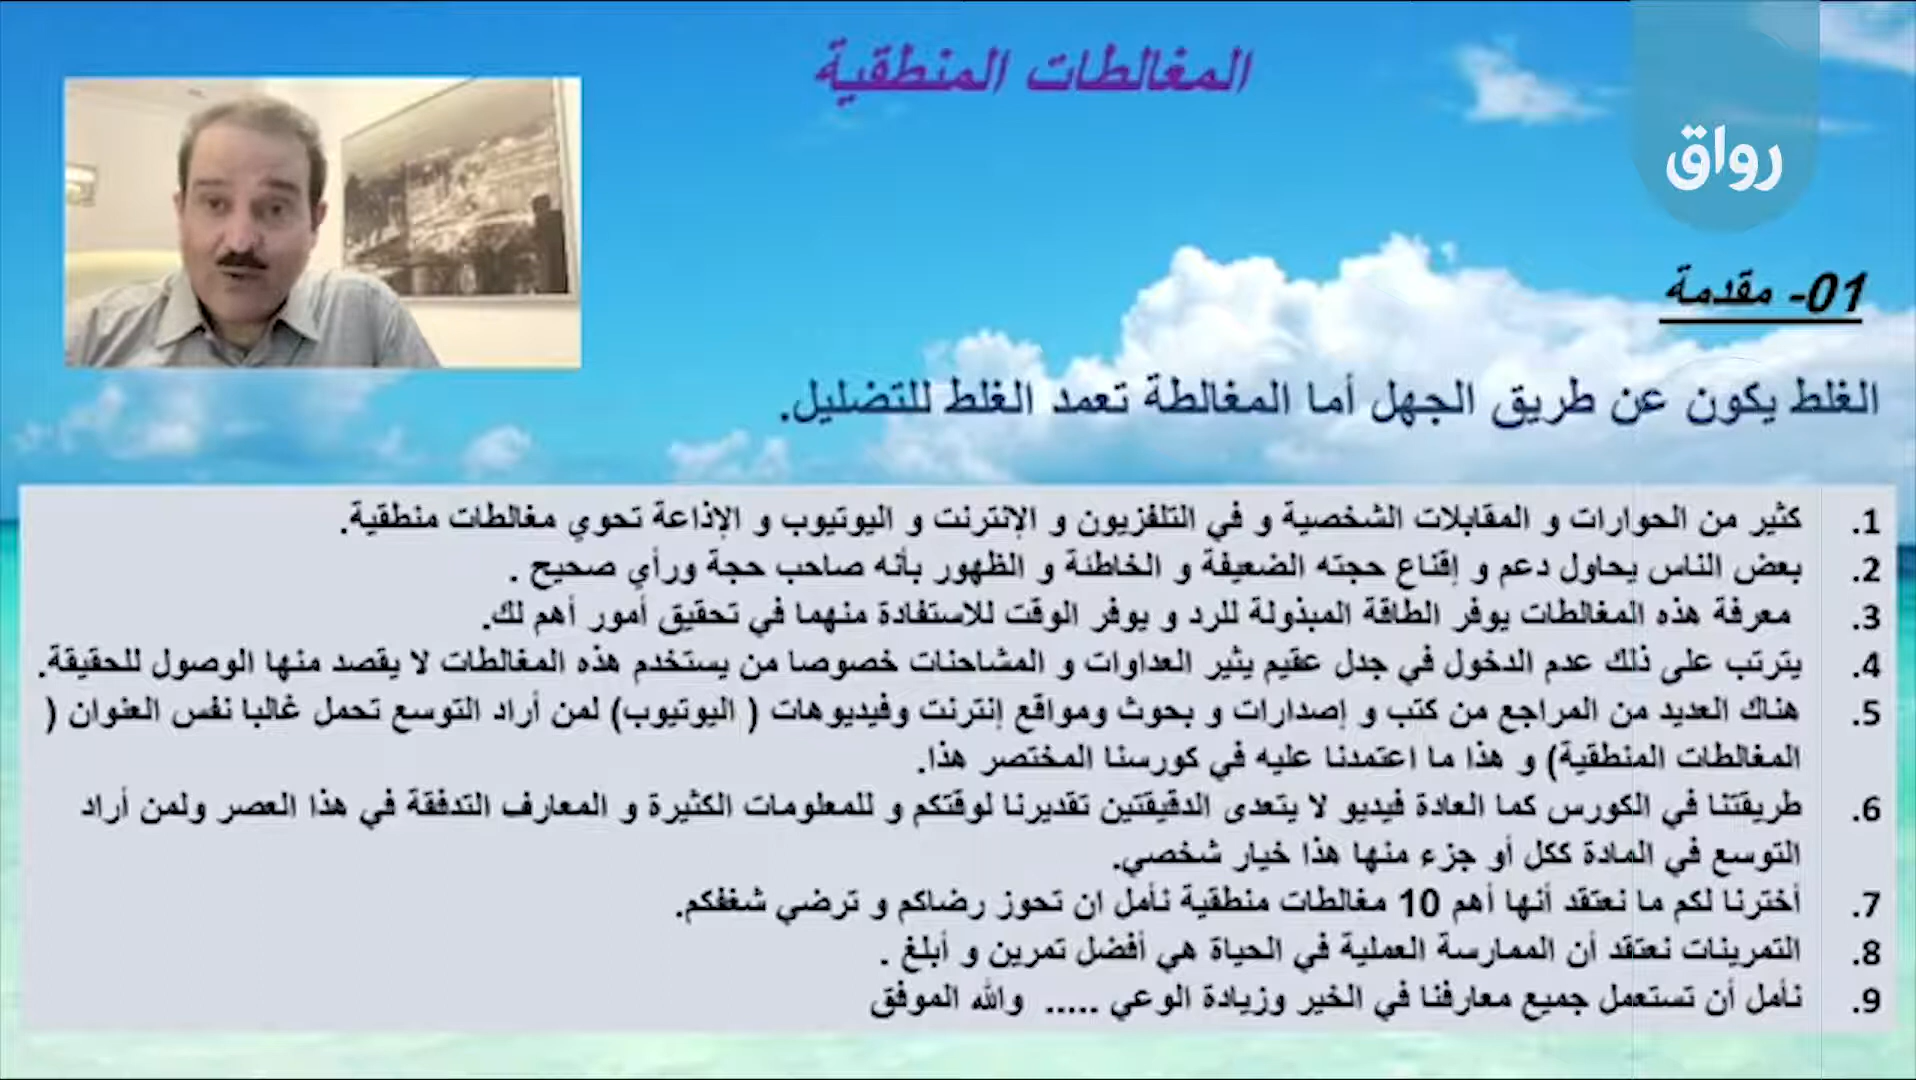 المغالطات المنطقية
رواق
01- مقدمة
الغلط يكون عن طريق الجهل أما المغالطة تعمد الغلط للتضليل.
1. كثير من الحوارات و المقابلات الشخصية و في التلفزيون و الإنترنت و اليوتيوب و الإذاعة تحوي مغالطات منطقية.
2. بعض الناس يحاول دعم و إقناع حجته الضعيفة و الخاطئة و الظهور بأنه صاحب حجة ورأي صحيح .
3. معرفة هذه المغالطات يوفر الطاقة المبذولة للرد و يوفر الوقت للاستفادة منهما في تحقيق أمور أهم لك.
4. يترتب على ذلك عدم الدخول في جدل عقيم يثير العداوات و المشاحنات خصوصا من يستخدم هذه المغالطات لا يقصد منها الوصول للحقيقة.
5. هناك العديد من المراجع من كتب و إصدارات و بحوث ومواقع إنترنت وفيديوهات ( اليوتيوب) لمن أراد التوسع تحمل غالبا نفس العنوان (
المغالطات المنطقية) و هذا ما اعتمدنا عليه في كورسنا المختصر هذا.
6. طريقتنا في الكورس كما العادة فيديو لا يتعدى الدقيقتين تقديرنا لوقتكم و للمعلومات الكثيرة و المعارف التدفقة في هذا العصر ولمن أراد
التوسع في المادة ككل أو جزء منها هذا خيار شخصي.
7. أخترنا لكم ما نعتقد أنها أهم 10 مغالطات منطقية نأمل ان تحوز رضاكم و ترضي شغفكم.
8. التمرينات نعتقد أن الممارسة العملية في الحياة هي أفضل تمرين و أبلغ .
9. نأمل أن تستعمل جميع معارفنا في الخير وزيادة الوعي ..... والله الموفق